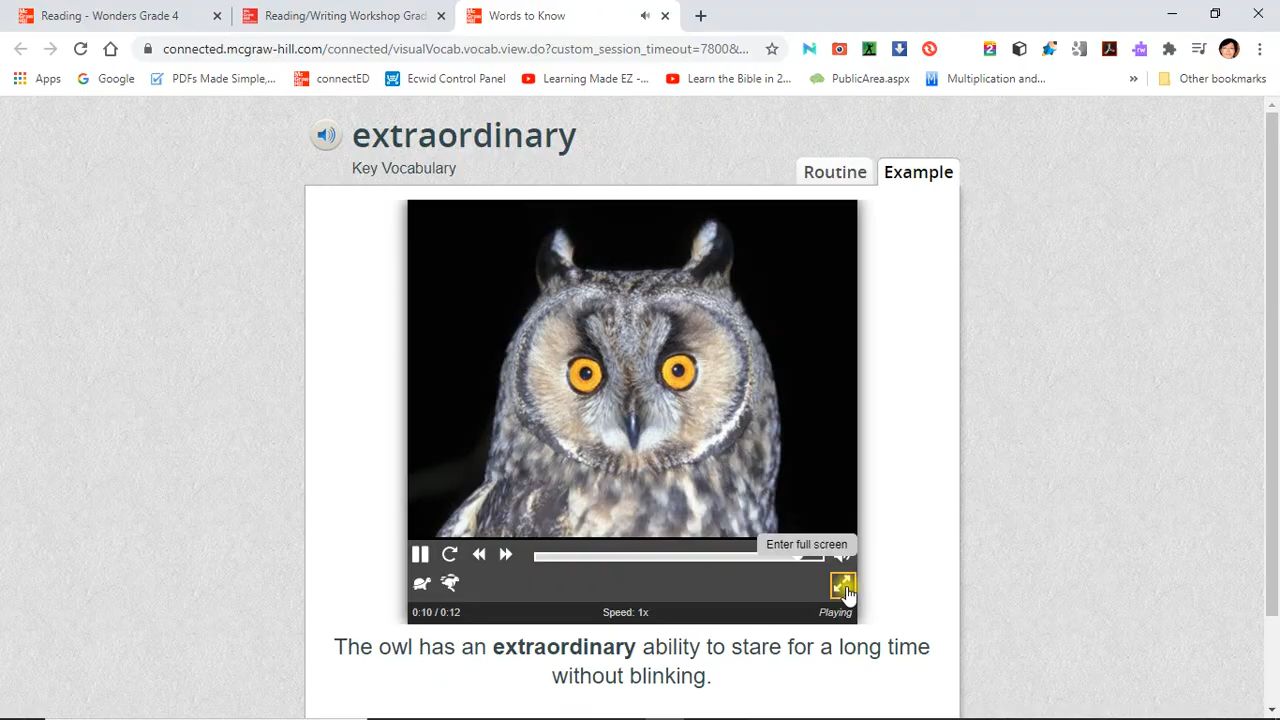 Reading - Wonders Grade 4
Reading/Writing Workshop Grad
Words to Know
connected.mcgraw-hill.com/connected/visualVocab.vocab.view.do?custom_session_timeout=7800&...
Apps
Google
PDFs Made Simple,...
connectED
Ecwid Control Panel
Learning Made EZ -...
Learn the Bible in 2...
PublicArea.aspx
Multiplication and...
»
Other bookmarks
extraordinary
Key Vocabulary
Routine
Example
Enter full screen
0:10 / 0:12
Speed: 1x
Playing
The owl has an extraordinary ability to stare for a long time
without blinking.